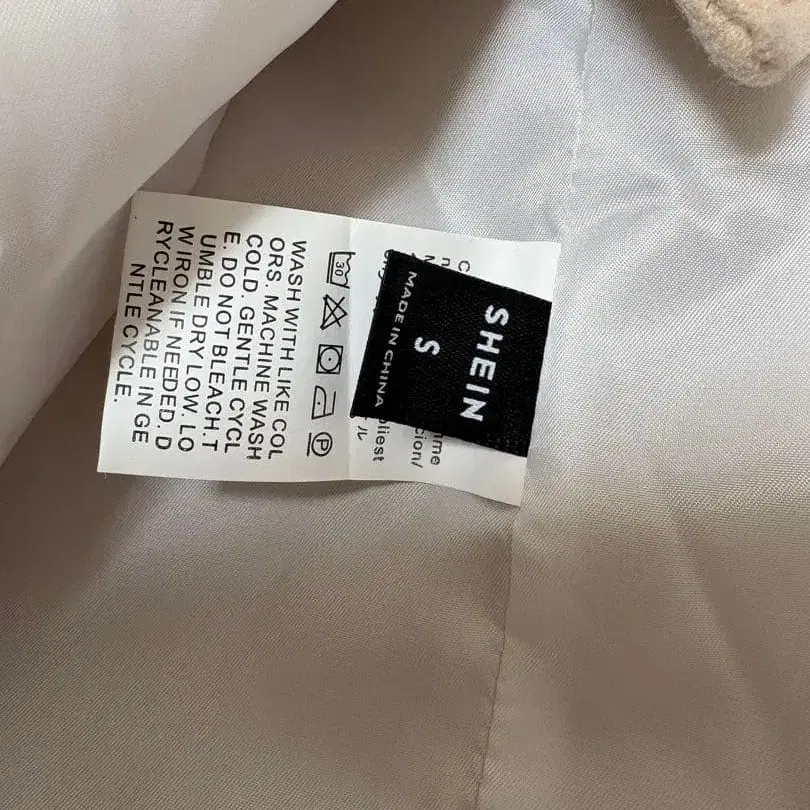 WASH WITH LIKE COL
ORS. MACHINE WASH
COLD. GENTLE CYCL
E. DO NOT BLEACH. T
UMBLE DRY LOW. LO
W IRON IF NEEDED. D
RYCLEANABLE IN GE
NTLE CYCLE.
30
P
SHEIN
S
MADE IN CHINA